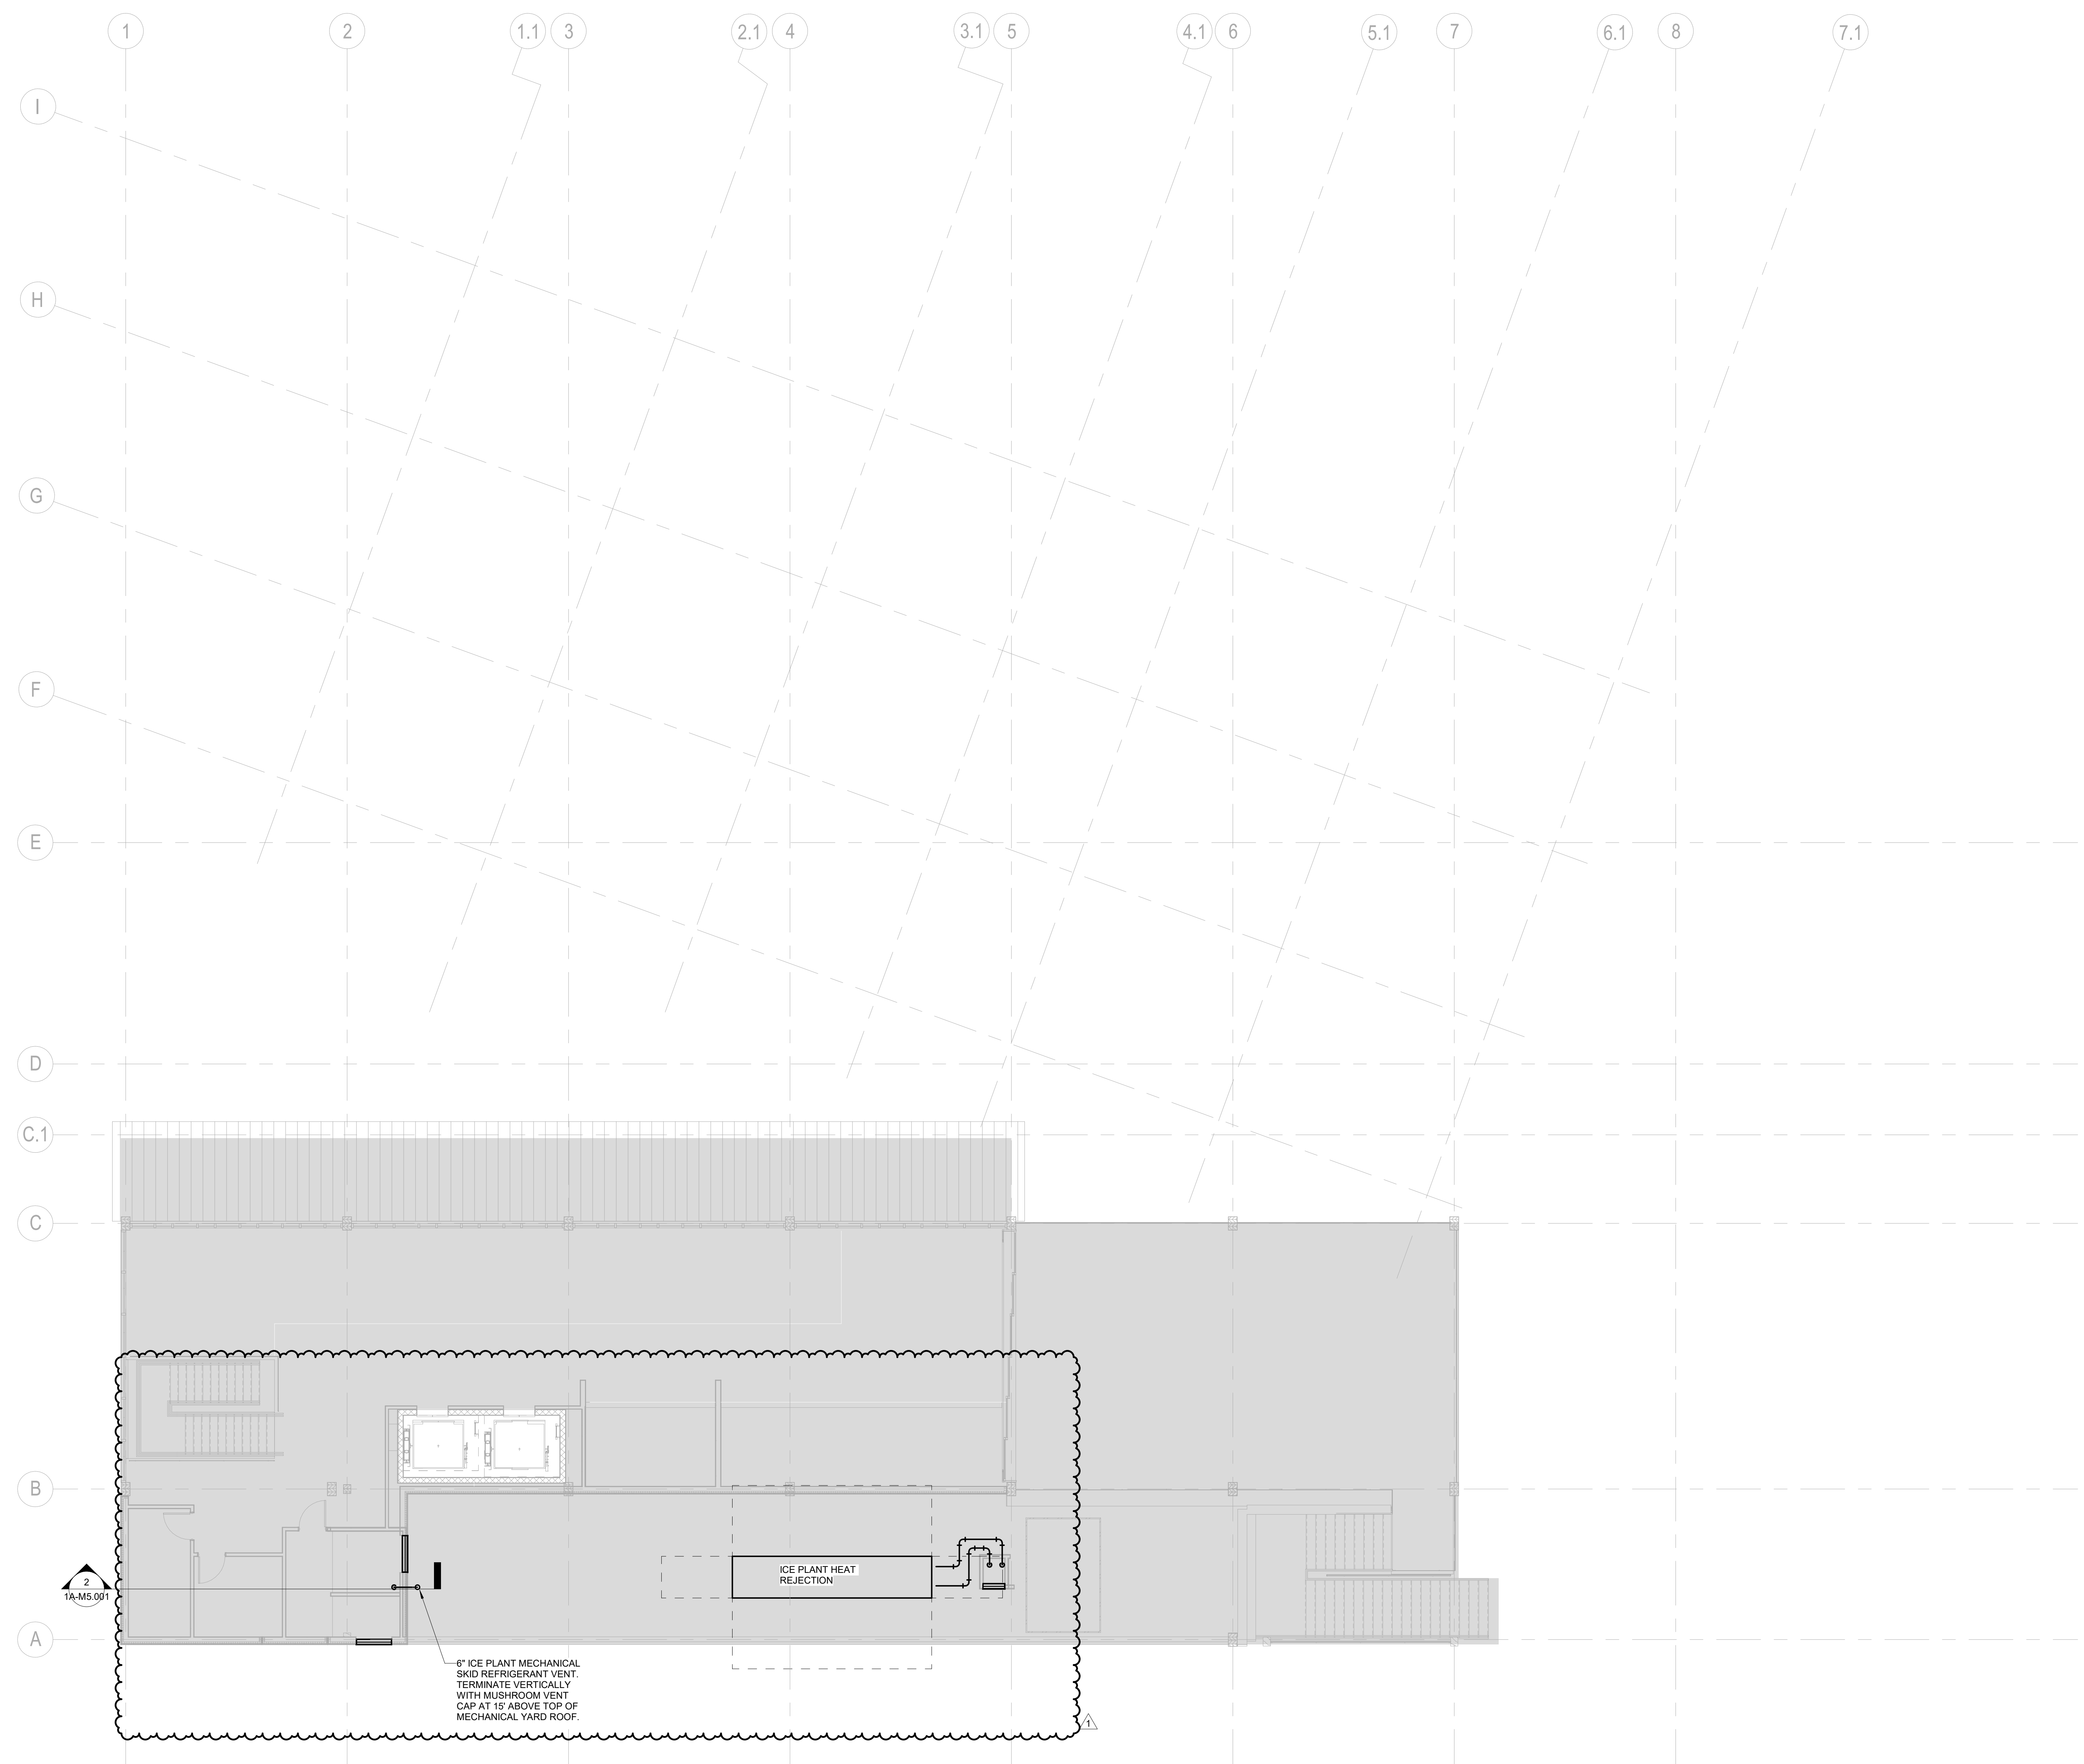 1
2
1.1
3
2.1
4
3.1
5
4.1
6
5.1
7
6.1
8
7.1
I
H
G
F
E
D
C.1
C
B
A
ICE PLANT HEAT
REJECTION
2
1A-M5.001
6" ICE PLANT MECHANICAL
SKID REFRIGERANT VENT.
TERMINATE VERTICALLY
WITH MUSHROOM VENT
CAP AT 15' ABOVE TOP OF
MECHANICAL YARD ROOF.
1